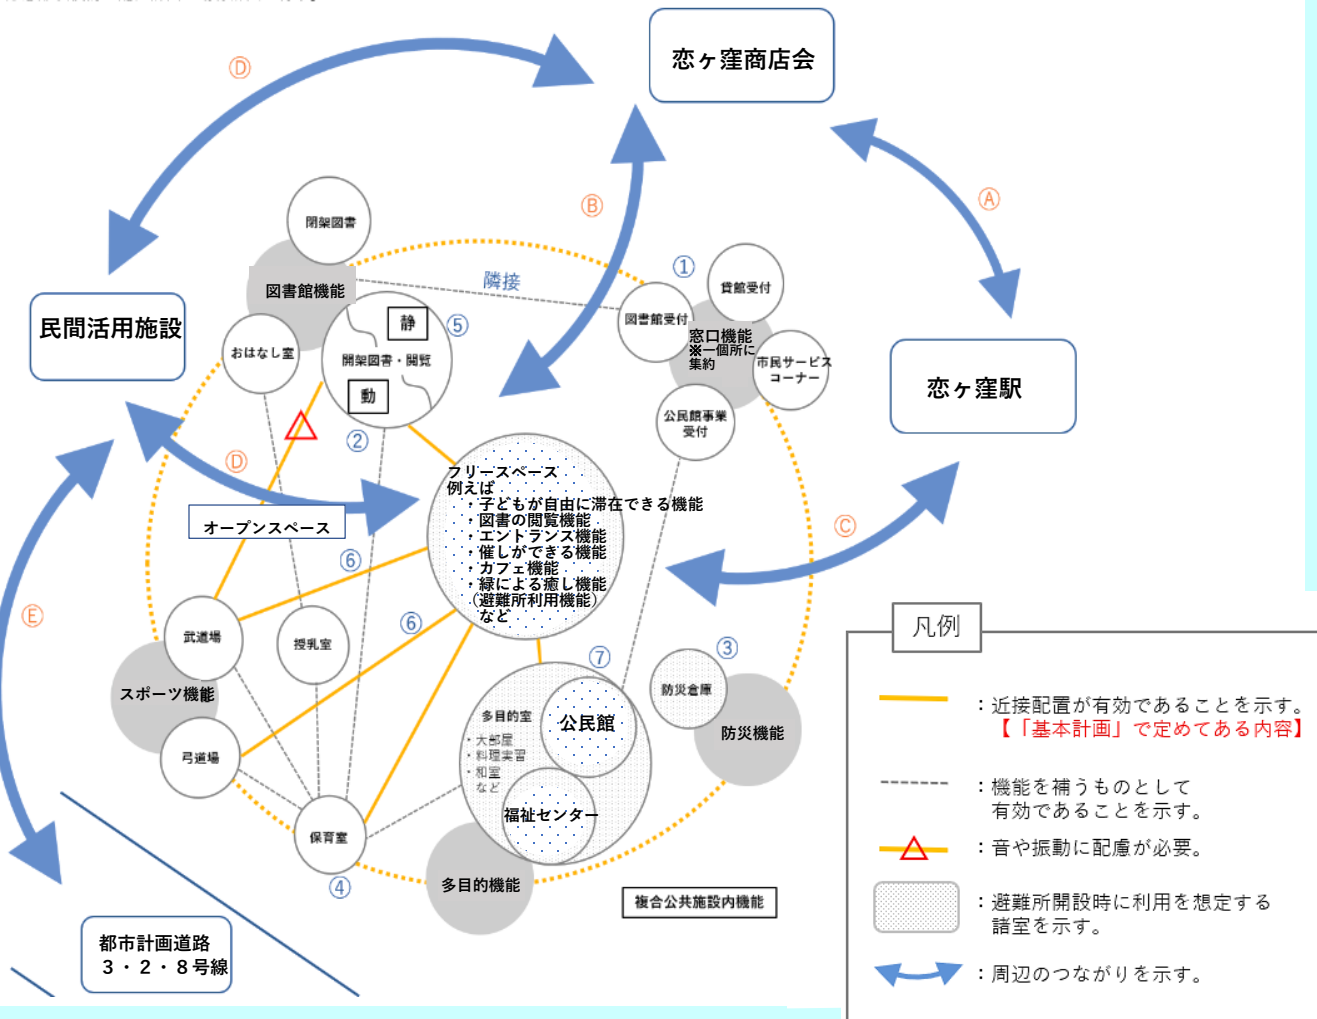 恋ヶ窪商店会
Ⓓ
Ⓐ
Ⓑ
閉架図書
①
貸館受付
図書館機能
隣接
図書館受付
窓口機能
※一個所に
集約
民間活用施設
静
⑤
おはなし室
開架図書・閲覧
市民サービス
コーナー
恋ヶ窪駅
動
公民館事業
受付
②
Ⓓ
フリースペース
例えば
・子どもが自由に滞在できる機能
・図書の閲覧機能
・エントランス機能
・催しができる機能
・カフェ機能
・緑による癒し機能
（避難所利用機能）
など
オープンスペース
Ⓒ
⑥
⑥
Ⓔ
武道場
授乳室
スポーツ機能
弓道場
⑦
③
防災倉庫
防災機能
多目的室
・大部屋
・料理実習
・和室
など
公民館
福祉センター
保育室
④
多目的機能
複合公共施設内機能
都市計画道路
３・２・８号線
凡例
：近接配置が有効であることを示す。
【「基本計画」で定めてある内容】
：機能を補うものとして
有効であることを示す。
：音や振動に配慮が必要。
：避難所開設時に利用を想定する
諸室を示す。
：周辺のつながりを示す。